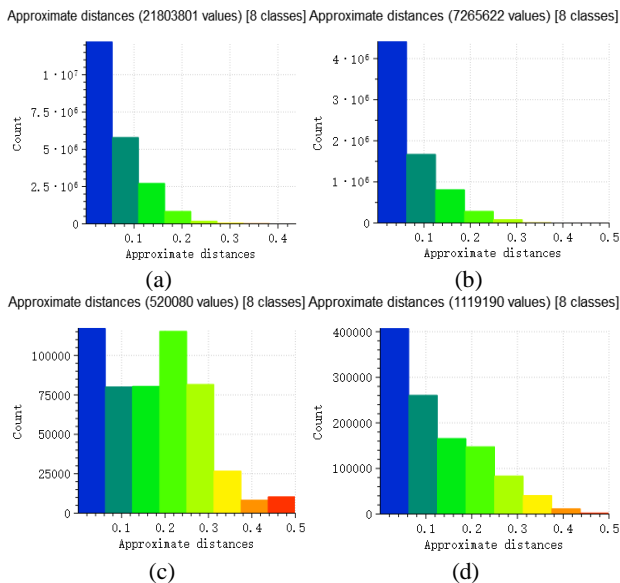 Approximate distances (21803801 values) [8 classes]
Count
1 · 10⁷
7.5 · 10⁶
5 · 10⁶
2.5 · 10⁶
0
0.1 0.2 0.3 0.4
Approximate distances
(a)
Approximate distances (7265622 values) [8 classes]
Count
4 · 10⁶
3 · 10⁶
2 · 10⁶
1 · 10⁶
0
0.1 0.2 0.3 0.4 0.5
Approximate distances
(b)
Approximate distances (520080 values) [8 classes]
Count
100000
75000
50000
25000
0
0.1 0.2 0.3 0.4 0.5
Approximate distances
(c)
Approximate distances (1119190 values) [8 classes]
Count
400000
300000
200000
100000
0
0.1 0.2 0.3 0.4 0.5
Approximate distances
(d)